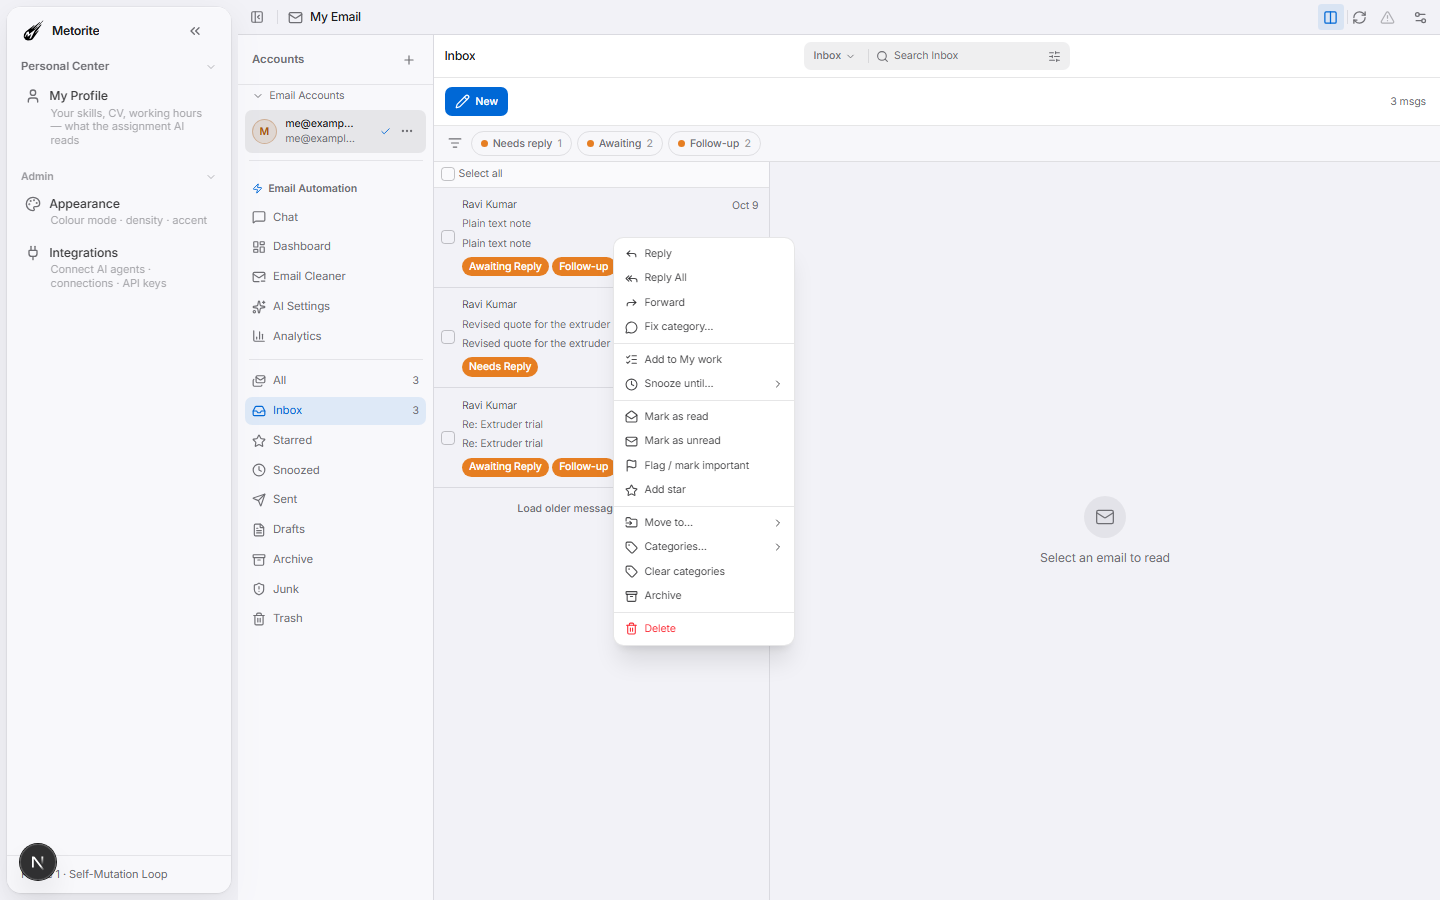 Metorite
Personal Center
My Profile
Your skills, CV, working hours
— what the assignment AI
reads
Admin
Appearance
Colour mode · density · accent
Integrations
Connect AI agents ·
connections · API keys
N
1 · Self-Mutation Loop
My Email
Accounts
Email Accounts
M
me@examp...
me@exampl...
Email Automation
Chat
Dashboard
Email Cleaner
AI Settings
Analytics
All 3
Inbox 3
Starred
Snoozed
Sent
Drafts
Archive
Junk
Trash
Inbox
Inbox Search Inbox
New
3 msgs
Needs reply 1 Awaiting 2 Follow-up 2
Select all
Ravi Kumar Oct 9
Plain text note
Plain text note
Awaiting Reply Follow-up
Ravi Kumar
Revised quote for the extruder
Revised quote for the extruder
Needs Reply
Ravi Kumar
Re: Extruder trial
Re: Extruder trial
Awaiting Reply Follow-up
Load older messag
Reply
Reply All
Forward
Fix category...
Add to My work
Snooze until...
Mark as read
Mark as unread
Flag / mark important
Add star
Move to...
Categories...
Clear categories
Archive
Delete
Select an email to read